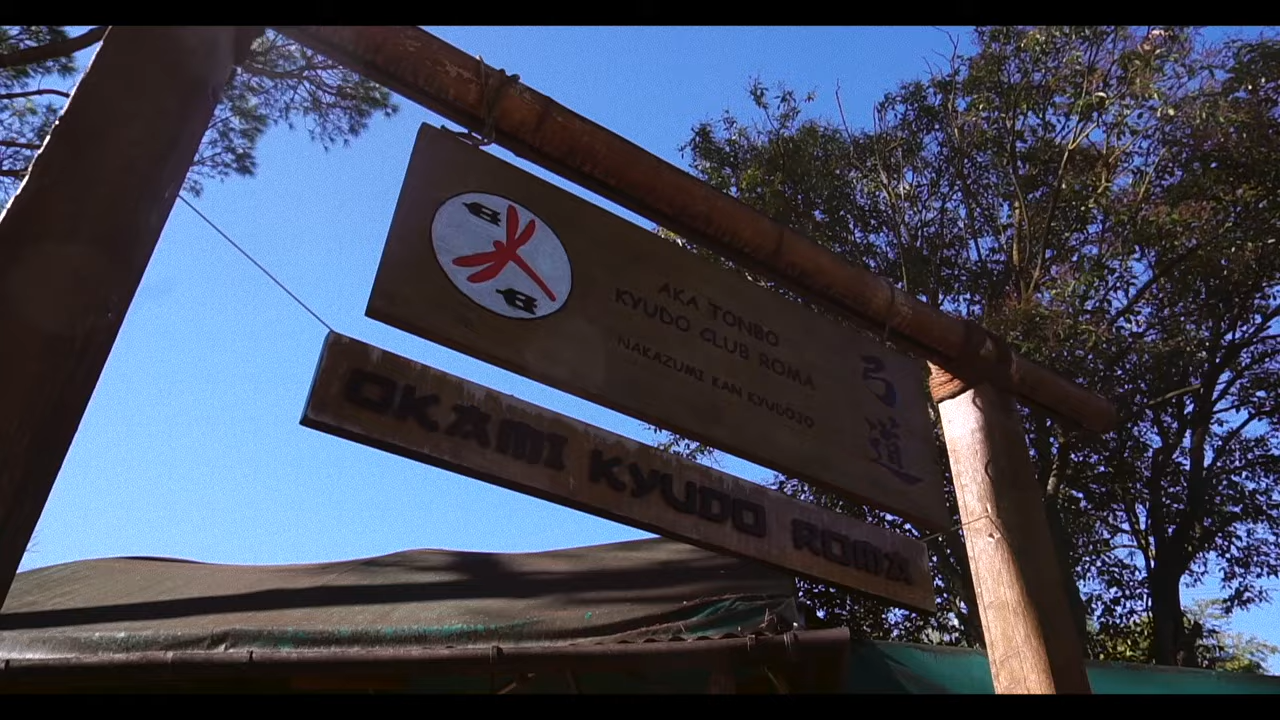 AKA TONBO
KYUDO CLUB ROMA
NAKAZUMI KAN KYUDOJO
弓道
OKAMI KYUDO ROMA